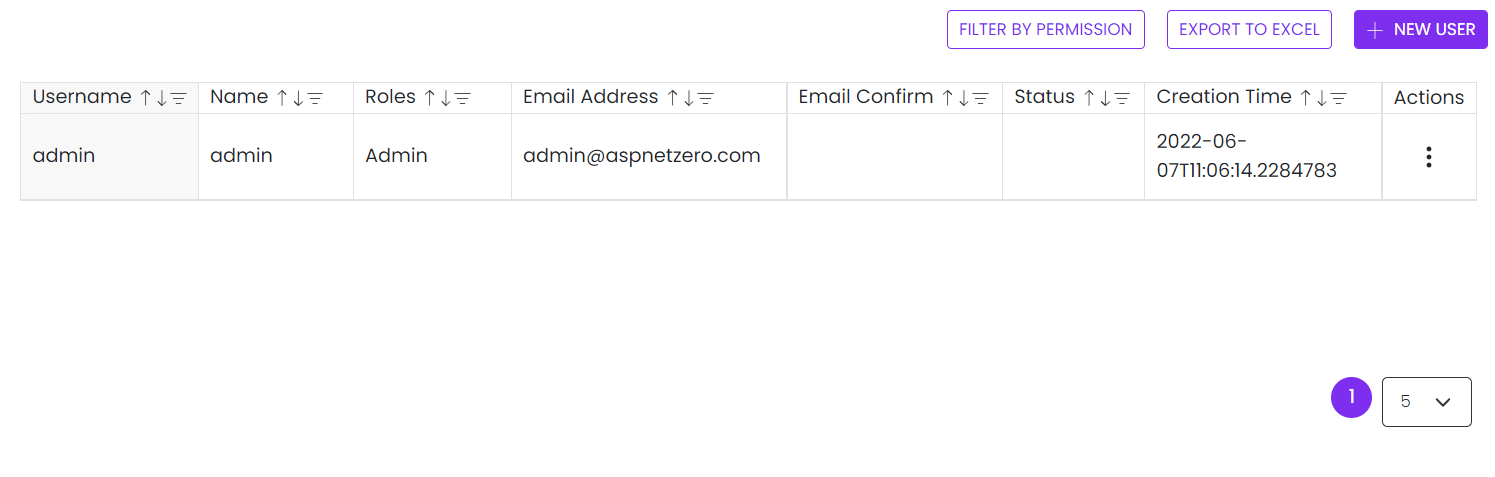 FILTER BY PERMISSION EXPORT TO EXCEL + NEW USER
Username Name Roles Email Address Email Confirm Status Creation Time Actions
admin admin Admin admin@aspnetzero.com 2022-06-
07T11:06:14.2284783
1 5